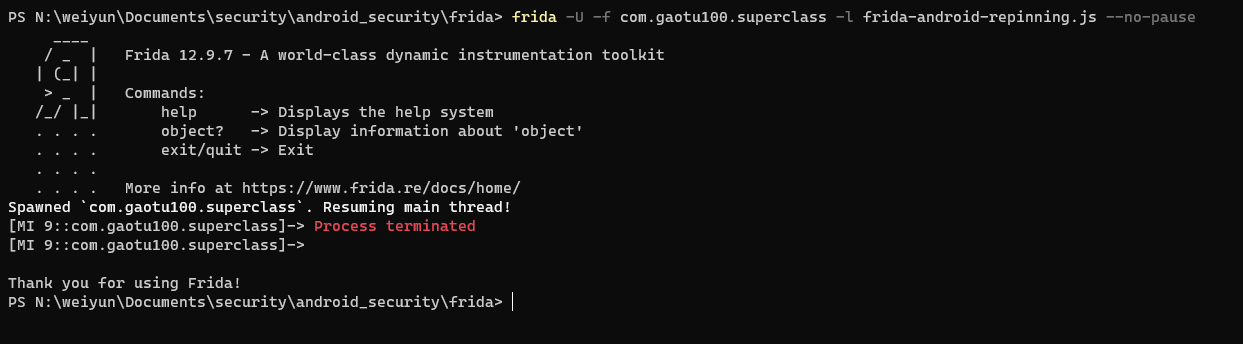 PS N:\weiyun\Documents\security\android_security\frida> frida -U -f com.gaotu100.superclass -l frida-android-repinning.js --no-pause
     ____
    / _  |   Frida 12.9.7 - A world-class dynamic instrumentation toolkit
   | (_| |
    > _  |   Commands:
   /_/ |_|       help      -> Displays the help system
   . . . .       object?   -> Display information about 'object'
   . . . .       exit/quit -> Exit
   . . . .
   . . . .   More info at https://www.frida.re/docs/home/
Spawned `com.gaotu100.superclass`. Resuming main thread!
[MI 9::com.gaotu100.superclass]-> Process terminated
[MI 9::com.gaotu100.superclass]->

Thank you for using Frida!
PS N:\weiyun\Documents\security\android_security\frida>